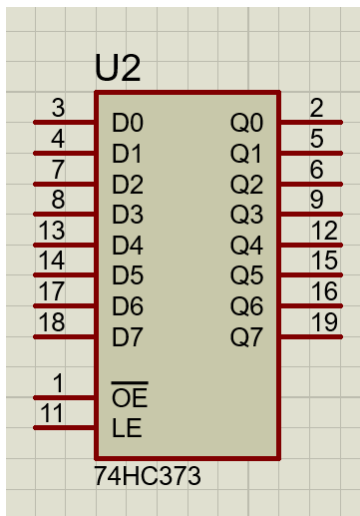 U2
3 D0 Q0 2
4 D1 Q1 5
7 D2 Q2 6
8 D3 Q3 9
13 D4 Q4 12
14 D5 Q5 15
17 D6 Q6 16
18 D7 Q7 19
1 O̅E̅
11 LE
74HC373